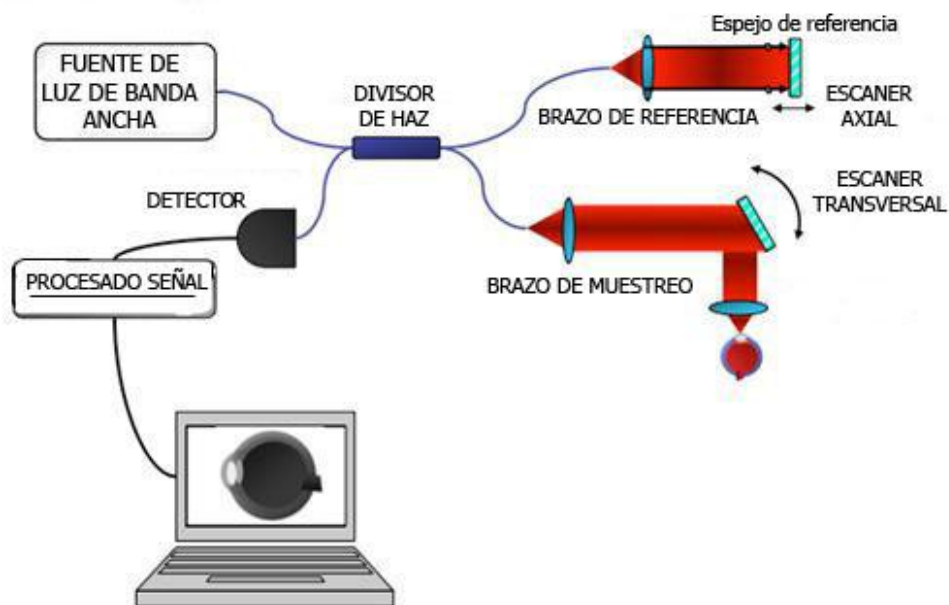 Espejo de referencia
FUENTE DE
LUZ DE BANDA
ANCHA
DIVISOR
DE HAZ
BRAZO DE REFERENCIA
ESCANER
AXIAL
ESCANER
TRANSVERSAL
DETECTOR
PROCESADO SEÑAL
BRAZO DE MUESTREO